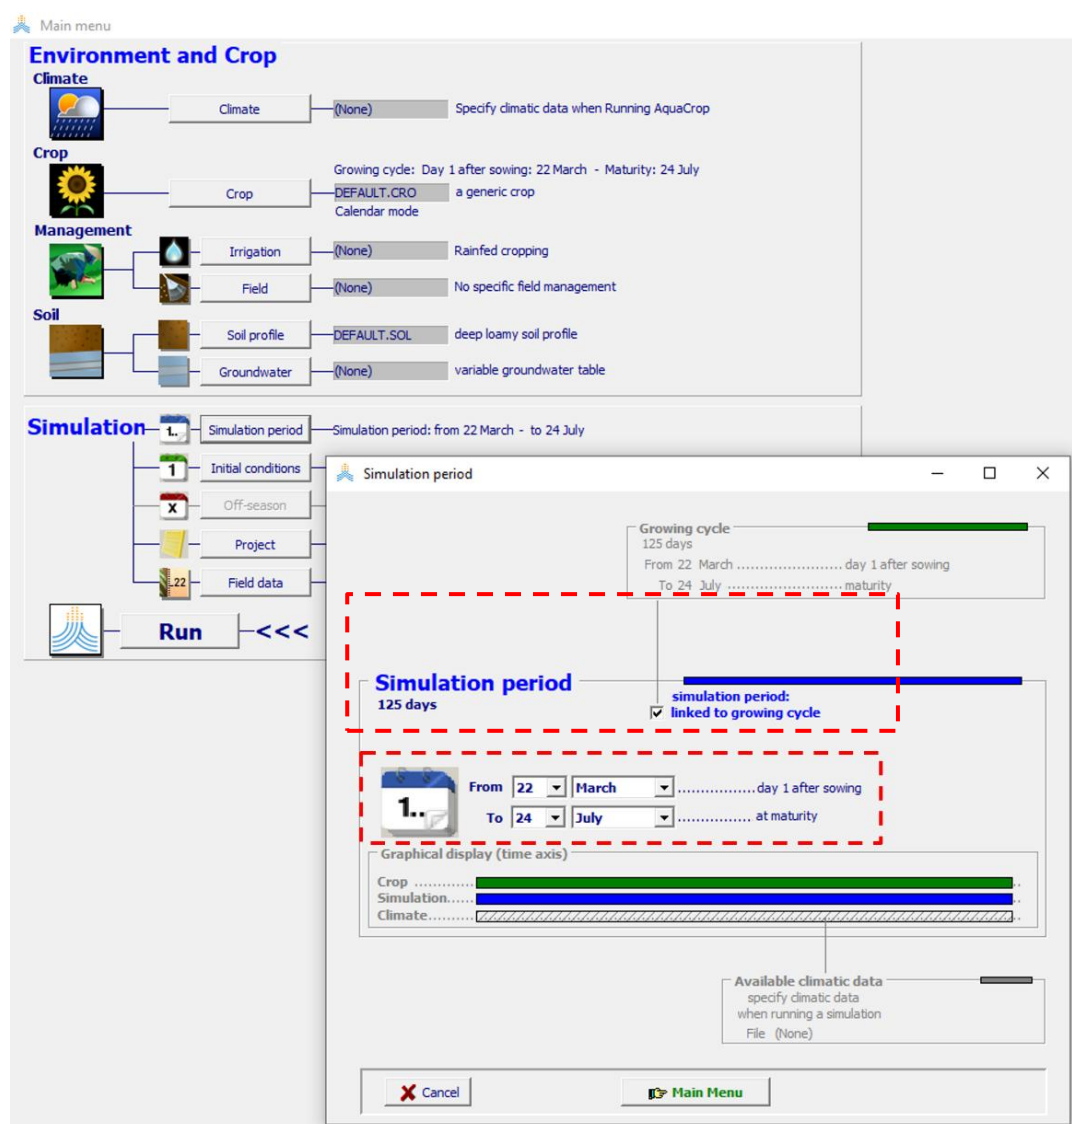 Main menu
Environment and Crop
Climate
Climate (None) Specify climatic data when Running AquaCrop
Crop
Growing cycle: Day 1 after sowing: 22 March - Maturity: 24 July
Crop DEFAULT.CRO a generic crop
Calendar mode
Management
Irrigation (None) Rainfed cropping
Field (None) No specific field management
Soil
Soil profile DEFAULT.SOL deep loamy soil profile
Groundwater (None) variable groundwater table
Simulation 1.. Simulation period Simulation period: from 22 March - to 24 July
1 Initial conditions
X Off-season
Project
..22 Field data
Run <<<
Simulation period
Growing cycle
125 days
From 22 March ....................... day 1 after sowing
To 24 July ......................... maturity
Simulation period
125 days
simulation period:
linked to growing cycle
1..
From 22 March .................day 1 after sowing
To 24 July ................ at maturity
Graphical display (time axis)
Crop .............
Simulation......
Climate..........
Available climatic data
specify climatic data
when running a simulation
File (None)
Cancel Main Menu